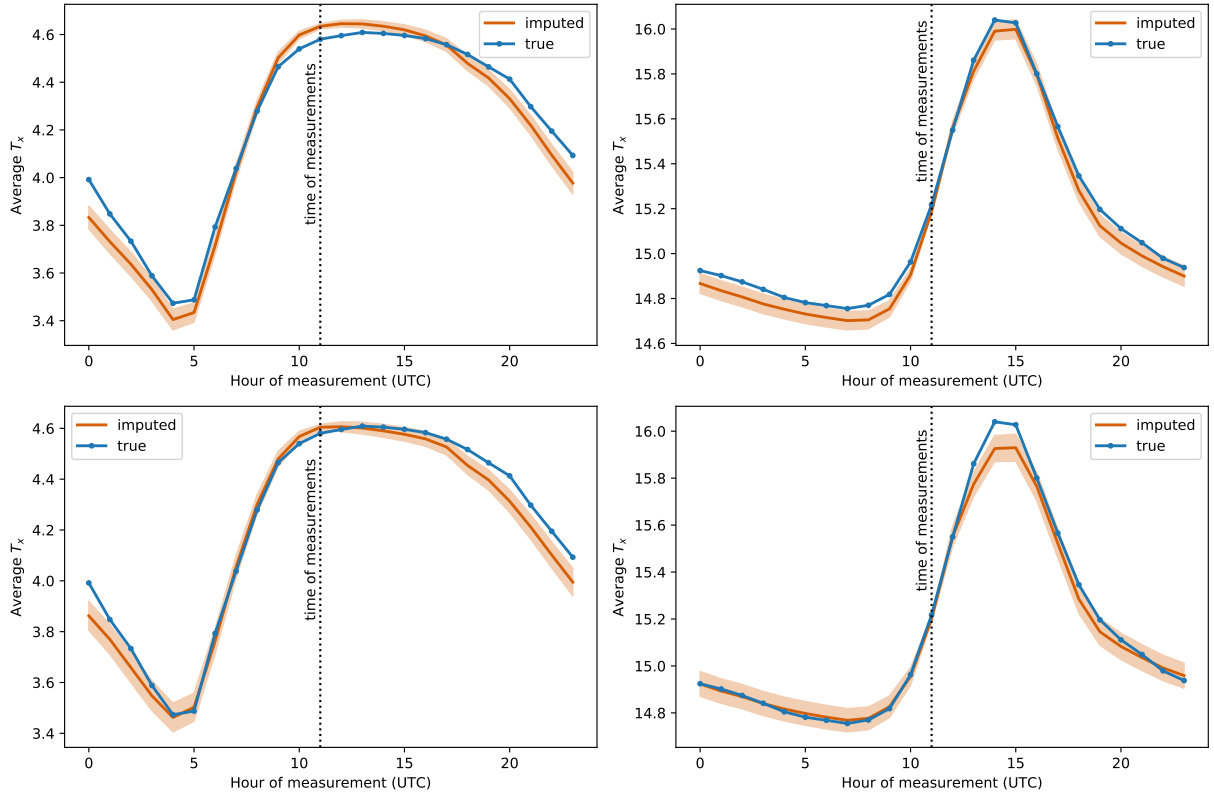 4.6
4.4
4.2
4.0
3.8
3.6
3.4
Average Tₓ
0 5 10 15 20
Hour of measurement (UTC)
time of measurements
imputed
true
16.0
15.8
15.6
15.4
15.2
15.0
14.8
14.6
Average Tₓ
0 5 10 15 20
Hour of measurement (UTC)
time of measurements
imputed
true
4.6
4.4
4.2
4.0
3.8
3.6
3.4
Average Tₓ
0 5 10 15 20
Hour of measurement (UTC)
time of measurements
imputed
true
16.0
15.8
15.6
15.4
15.2
15.0
14.8
Average Tₓ
0 5 10 15 20
Hour of measurement (UTC)
time of measurements
imputed
true